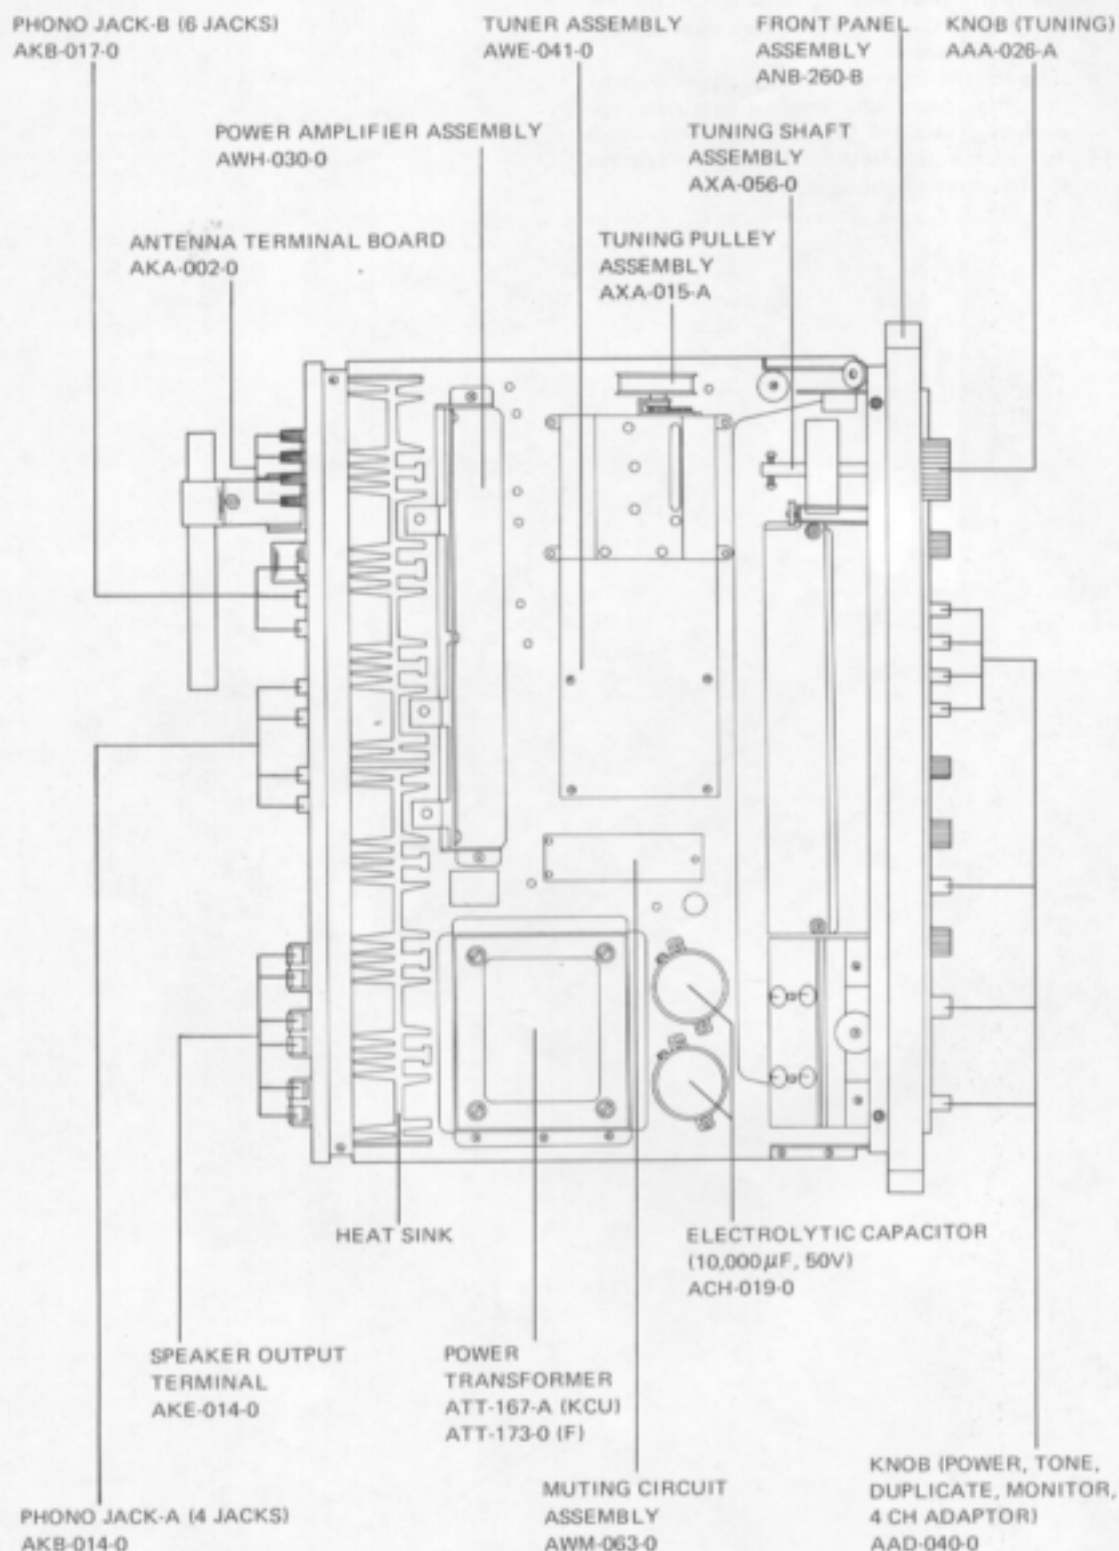 PHONO JACK-B (6 JACKS)
AKB-017-0
TUNER ASSEMBLY
AWE-041-0
FRONT PANEL
ASSEMBLY
ANB-260-B
KNOB (TUNING)
AAA-026-A
POWER AMPLIFIER ASSEMBLY
AWH-030-0
TUNING SHAFT
ASSEMBLY
AXA-056-0
ANTENNA TERMINAL BOARD
AKA-002-0
TUNING PULLEY
ASSEMBLY
AXA-015-A
HEAT SINK
ELECTROLYTIC CAPACITOR
(10,000µF, 50V)
ACH-019-0
SPEAKER OUTPUT
TERMINAL
AKE-014-0
POWER
TRANSFORMER
ATT-167-A (KCU)
ATT-173-0 (F)
PHONO JACK-A (4 JACKS)
AKB-014-0
MUTING CIRCUIT
ASSEMBLY
AWM-063-0
KNOB (POWER, TONE,
DUPLICATE, MONITOR,
4 CH ADAPTOR)
AAD-040-0